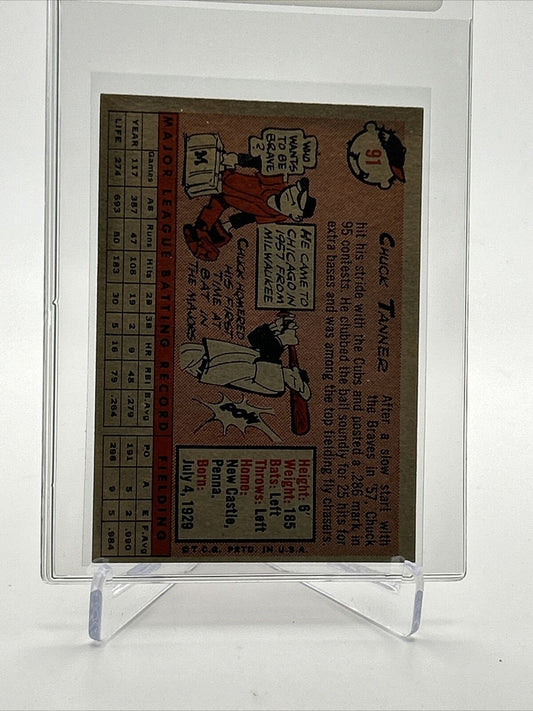 91
CHUCK TANNER After a slow start with
the Braves in '57, Chuck
hit his stride with the Cubs and posted a .286 mark in
95 contests. He clubbed the ball soundly for 25 hits for
extra bases and was among the top fielding fly chasers.
WHO
WANTS
TO BE
BRAVE
?
M
HE CAME TO
CHICAGO IN
1957 FROM
MILWAUKEE
CHUCK HOMERED
HIS FIRST
TIME AT
BAT IN
THE MAJORS
POW
Height: 6'
Weight: 185
Bats: Left
Throws: Left
Home:
New Castle,
Penna.
Born:
July 4, 1929
©T.C.G. PRTD. IN U.S.A.
MAJOR LEAGUE BATTING RECORD FIELDING
Games AB Runs Hits 2B 3B HR RBI B.Avg PO A E F.Avg
YEAR 117 387 47 108 19 2 9 48 .279 191 5 2 .990
LIFE 274 693 80 183 30 5 16 79 .264 296 9 5 .984